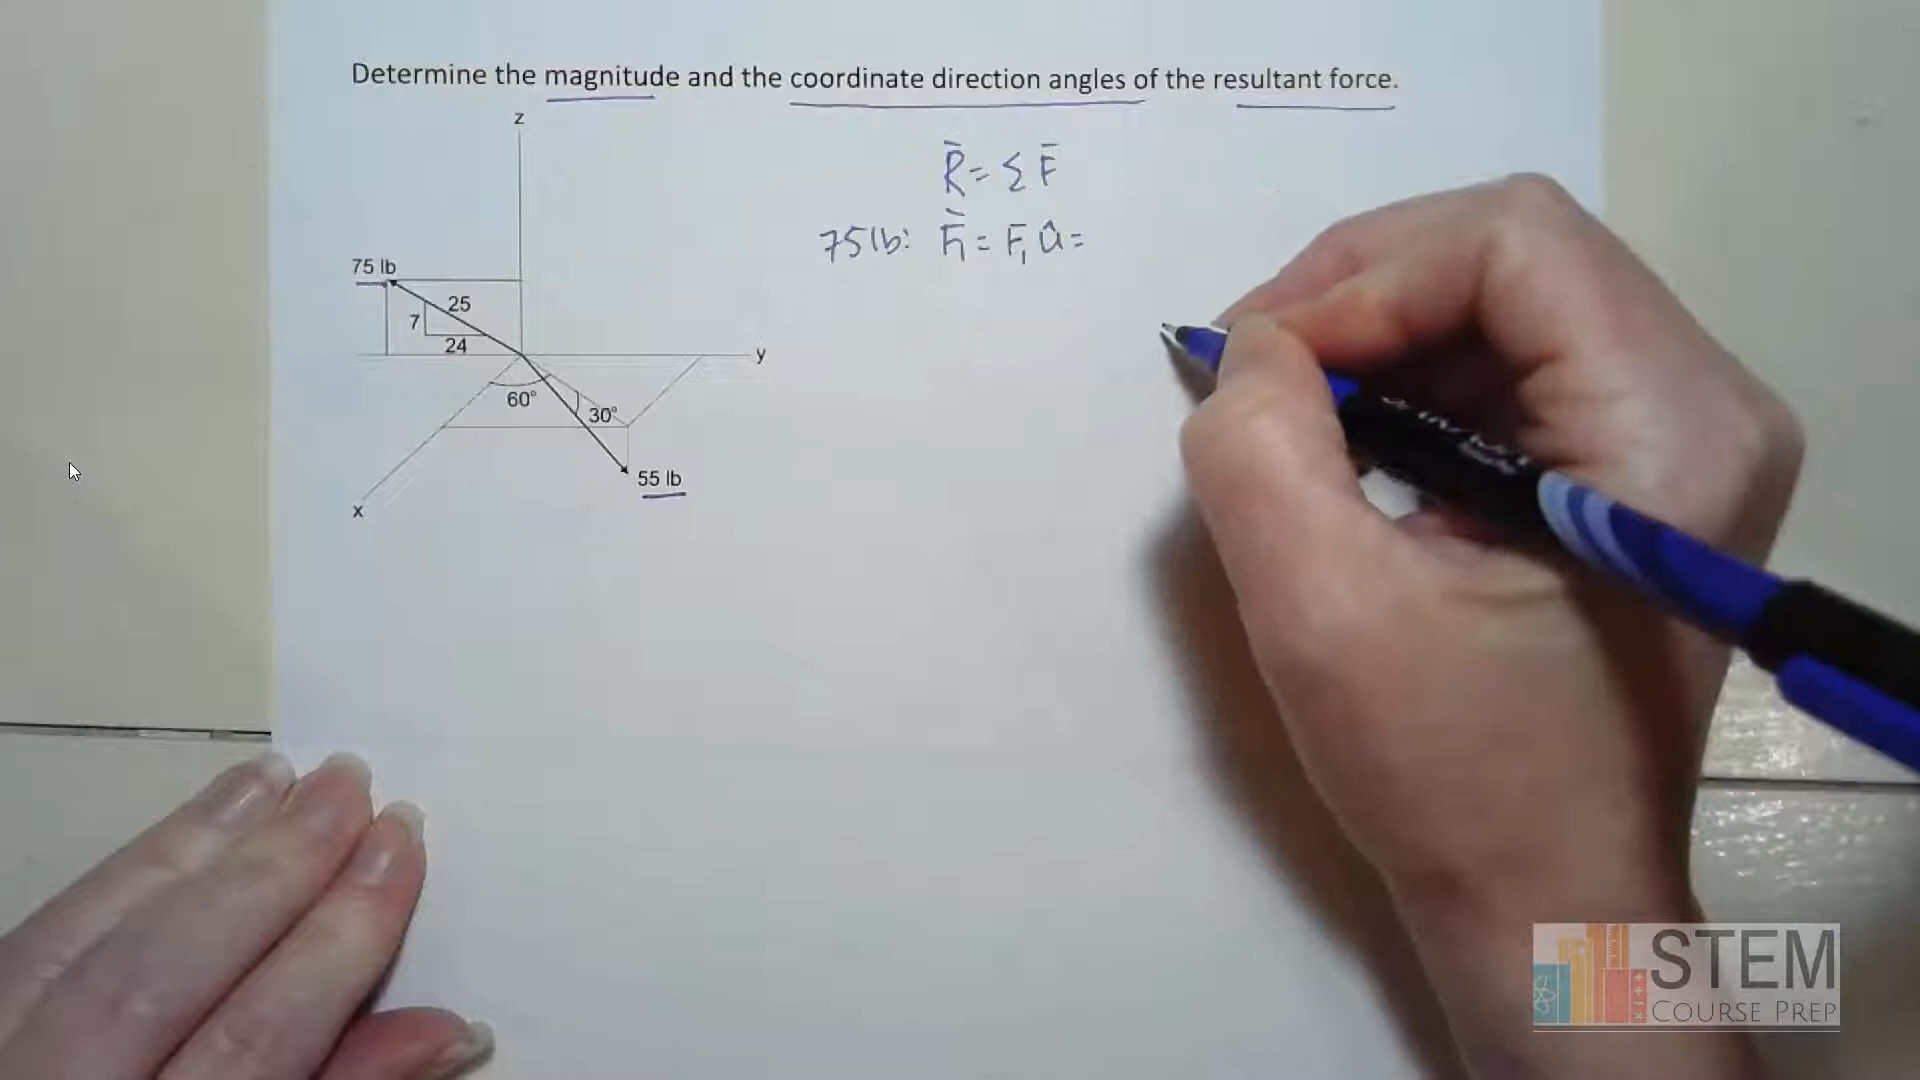 Determine the magnitude and the coordinate direction angles of the resultant force.
z
R̄ = Σ F̄
75 lb: F̄₁ = F₁ û =
75 lb
25
7
24
y
60°
30°
55 lb
x
STEM
COURSE PREP